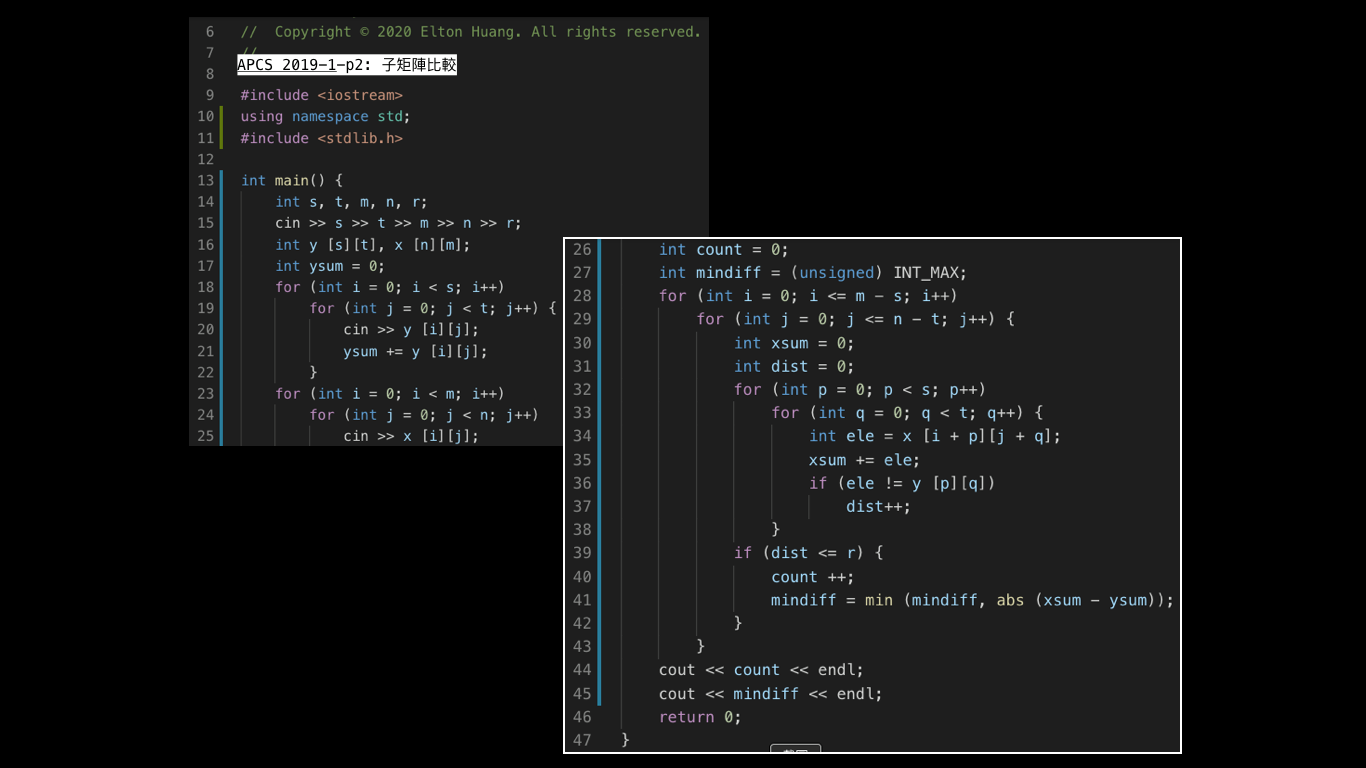 6 // Copyright © 2020 Elton Huang. All rights reserved.
7 //
APCS 2019-1-p2: 子矩陣比較
8
9 #include <iostream>
10 using namespace std;
11 #include <stdlib.h>
12
13 int main() {
14 int s, t, m, n, r;
15 cin >> s >> t >> m >> n >> r;
16 int y [s][t], x [n][m];
17 int ysum = 0;
18 for (int i = 0; i < s; i++)
19 for (int j = 0; j < t; j++) {
20 cin >> y [i][j];
21 ysum += y [i][j];
22 }
23 for (int i = 0; i < m; i++)
24 for (int j = 0; j < n; j++)
25 cin >> x [i][j];
26 int count = 0;
27 int mindiff = (unsigned) INT_MAX;
28 for (int i = 0; i <= m - s; i++)
29 for (int j = 0; j <= n - t; j++) {
30 int xsum = 0;
31 int dist = 0;
32 for (int p = 0; p < s; p++)
33 for (int q = 0; q < t; q++) {
34 int ele = x [i + p][j + q];
35 xsum += ele;
36 if (ele != y [p][q])
37 dist++;
38 }
39 if (dist <= r) {
40 count ++;
41 mindiff = min (mindiff, abs (xsum - ysum));
42 }
43 }
44 cout << count << endl;
45 cout << mindiff << endl;
46 return 0;
47 }